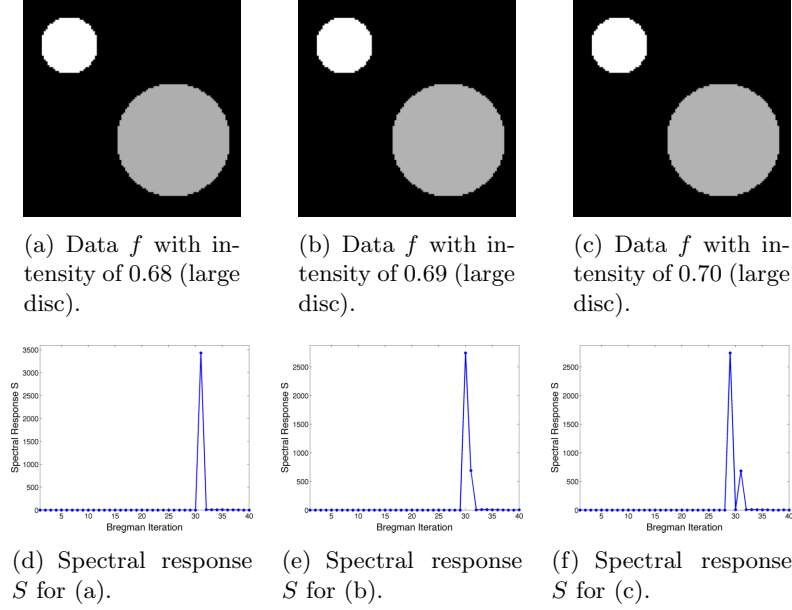 (a) Data f with in-
tensity of 0.68 (large
disc).
(b) Data f with in-
tensity of 0.69 (large
disc).
(c) Data f with in-
tensity of 0.70 (large
disc).
3500
3000
2500
2000
1500
1000
500
0
Spectral Response S
5 10 15 20 25 30 35 40
Bregman Iteration
2500
2000
1500
1000
500
0
Spectral Response S
5 10 15 20 25 30 35 40
Bregman Iteration
2500
2000
1500
1000
500
0
Spectral Response S
5 10 15 20 25 30 35 40
Bregman Iteration
(d) Spectral response
S for (a).
(e) Spectral response
S for (b).
(f) Spectral response
S for (c).